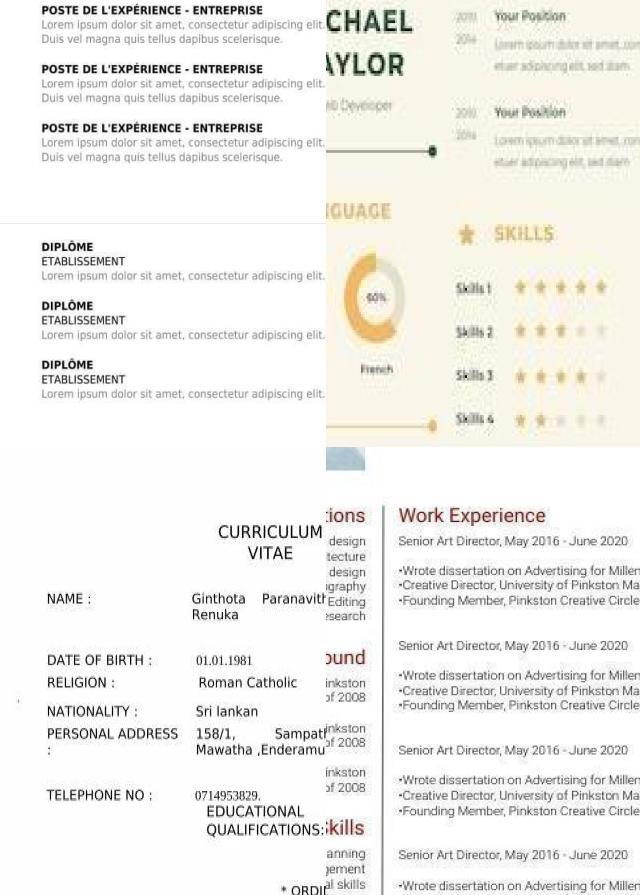 POSTE DE L'EXPÉRIENCE - ENTREPRISE
Lorem ipsum dolor sit amet, consectetur adipiscing elit.
Duis vel magna quis tellus dapibus scelerisque.
POSTE DE L'EXPÉRIENCE - ENTREPRISE
Lorem ipsum dolor sit amet, consectetur adipiscing elit.
Duis vel magna quis tellus dapibus scelerisque.
POSTE DE L'EXPÉRIENCE - ENTREPRISE
Lorem ipsum dolor sit amet, consectetur adipiscing elit.
Duis vel magna quis tellus dapibus scelerisque.
DIPLÔME
ETABLISSEMENT
Lorem ipsum dolor sit amet, consectetur adipiscing elit.
DIPLÔME
ETABLISSEMENT
Lorem ipsum dolor sit amet, consectetur adipiscing elit.
DIPLÔME
ETABLISSEMENT
Lorem ipsum dolor sit amet, consectetur adipiscing elit.
CHAEL
AYLOR
eb Developer
GUAGE
60%
French
2010 Your Position
2014 Lorem ipsum dolor sit amet, con
etuer adipiscing elit, sed diam
2010 Your Position
2014 Lorem ipsum dolor sit amet, con
etuer adipiscing elit, sed diam
SKILLS
Skills 1
Skills 2
Skills 3
Skills 4
CURRICULUM
VITAE
NAME : Ginthota Paranavith
Renuka
DATE OF BIRTH : 01.01.1981
RELIGION : Roman Catholic
NATIONALITY : Sri lankan
PERSONAL ADDRESS : 158/1, Sampat
Mawatha ,Enderamu
TELEPHONE NO : 0714953829.
EDUCATIONAL
QUALIFICATIONS:
* ORDI
tions
design
tecture
design
graphy
Editing
esearch
ound
inkston
of 2008
inkston
of 2008
inkston
of 2008
Skills
anning
gement
al skills
Work Experience
Senior Art Director, May 2016 - June 2020
•Wrote dissertation on Advertising for Millen
•Creative Director, University of Pinkston Ma
•Founding Member, Pinkston Creative Circle
Senior Art Director, May 2016 - June 2020
•Wrote dissertation on Advertising for Millen
•Creative Director, University of Pinkston Ma
•Founding Member, Pinkston Creative Circle
Senior Art Director, May 2016 - June 2020
•Wrote dissertation on Advertising for Millen
•Creative Director, University of Pinkston Ma
•Founding Member, Pinkston Creative Circle
Senior Art Director, May 2016 - June 2020
•Wrote dissertation on Advertising for Millen